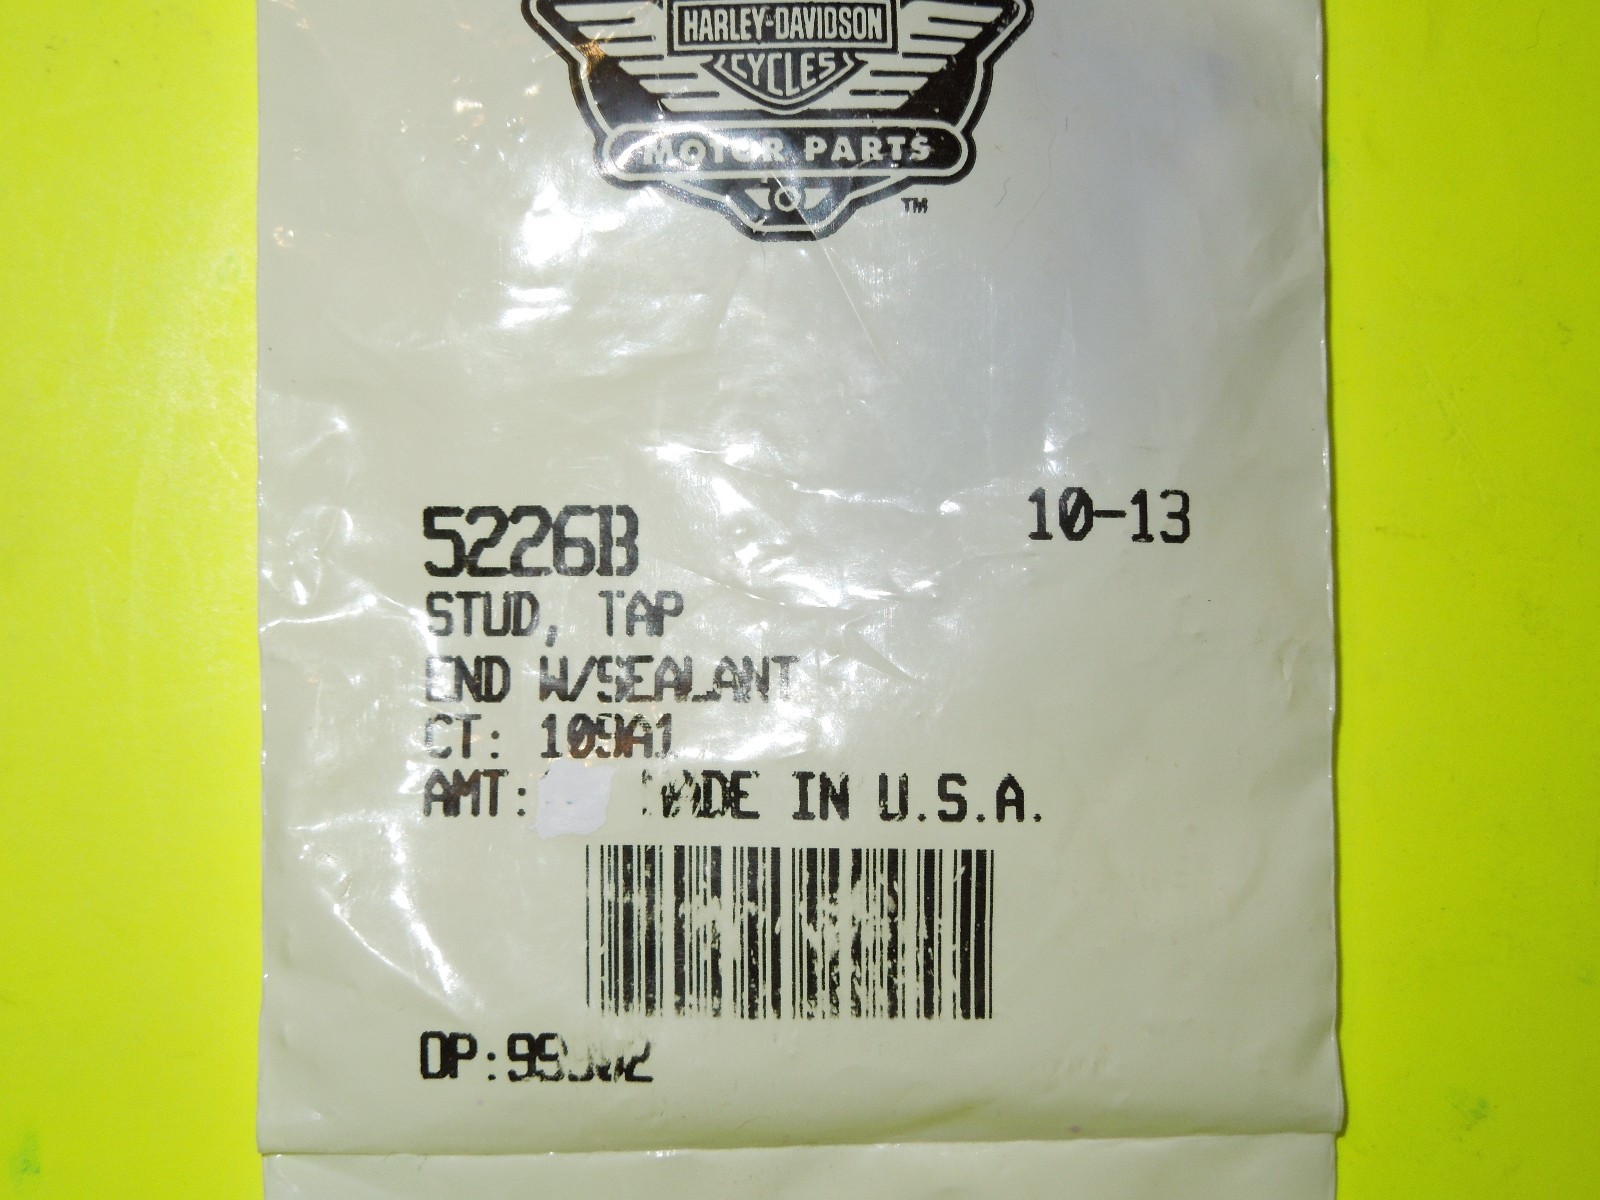 HARLEY-DAVIDSON
CYCLES
MOTOR PARTS
TM
5226B
10-13
STUD, TAP
END W/SEALANT
CT: 109A1
AMT: MADE IN U.S.A.